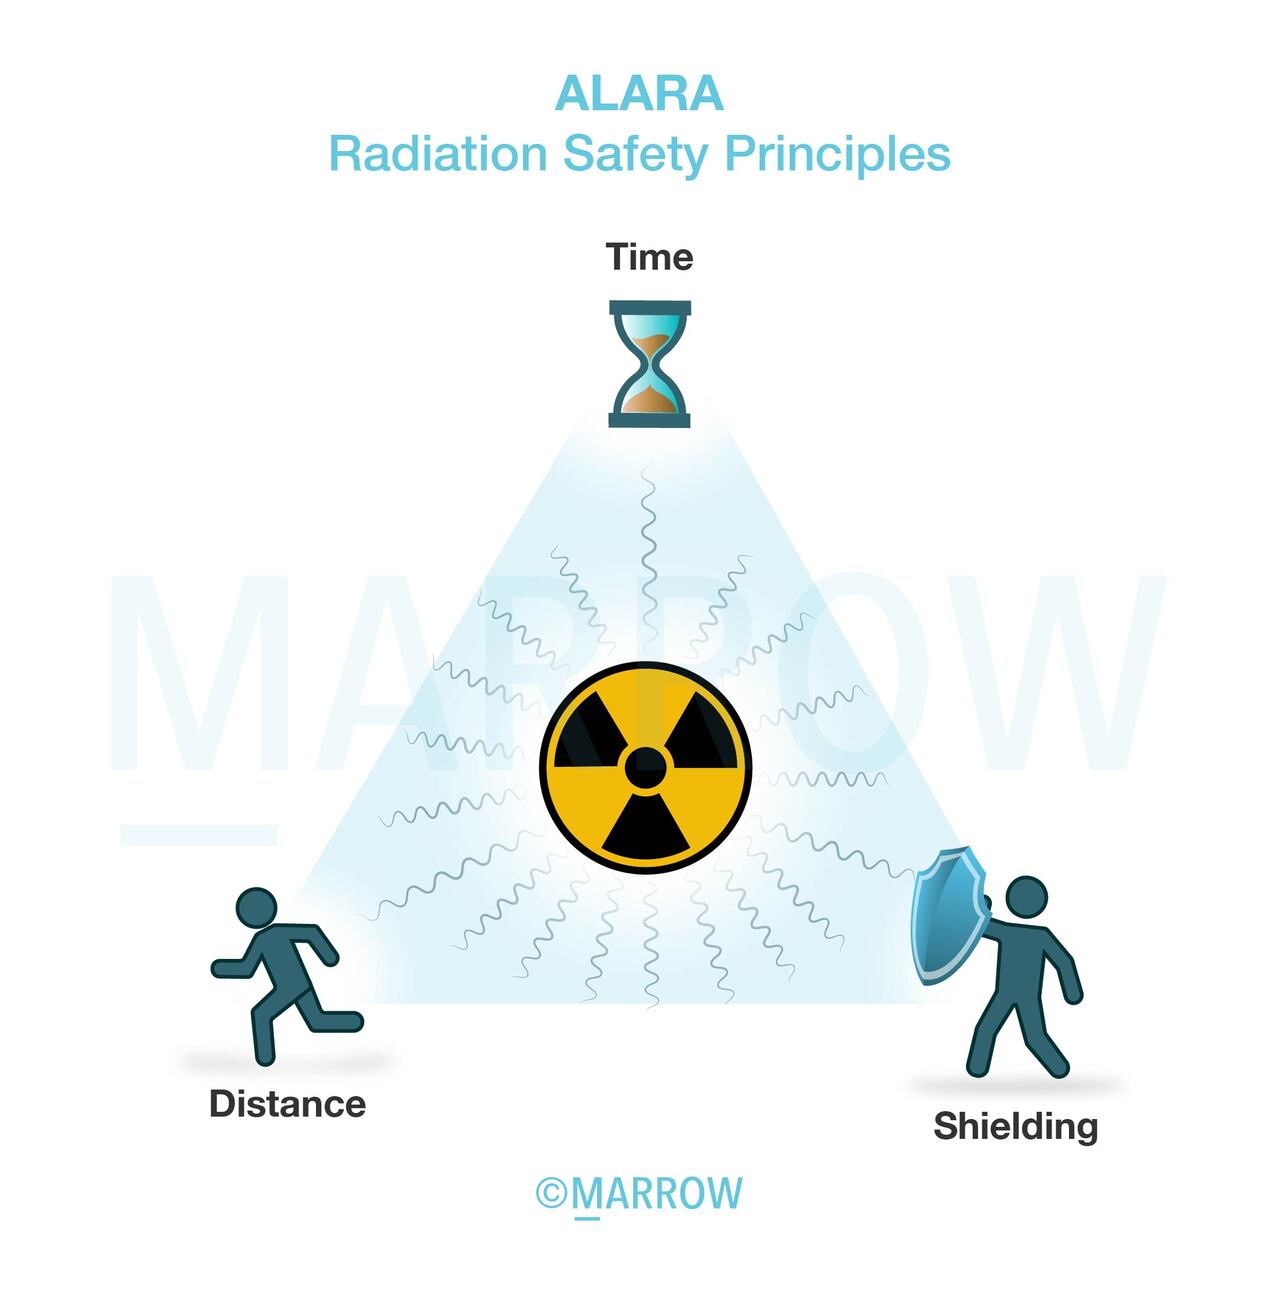 ALARA
Radiation Safety Principles
Time
MARROW
Distance
Shielding
©MARROW